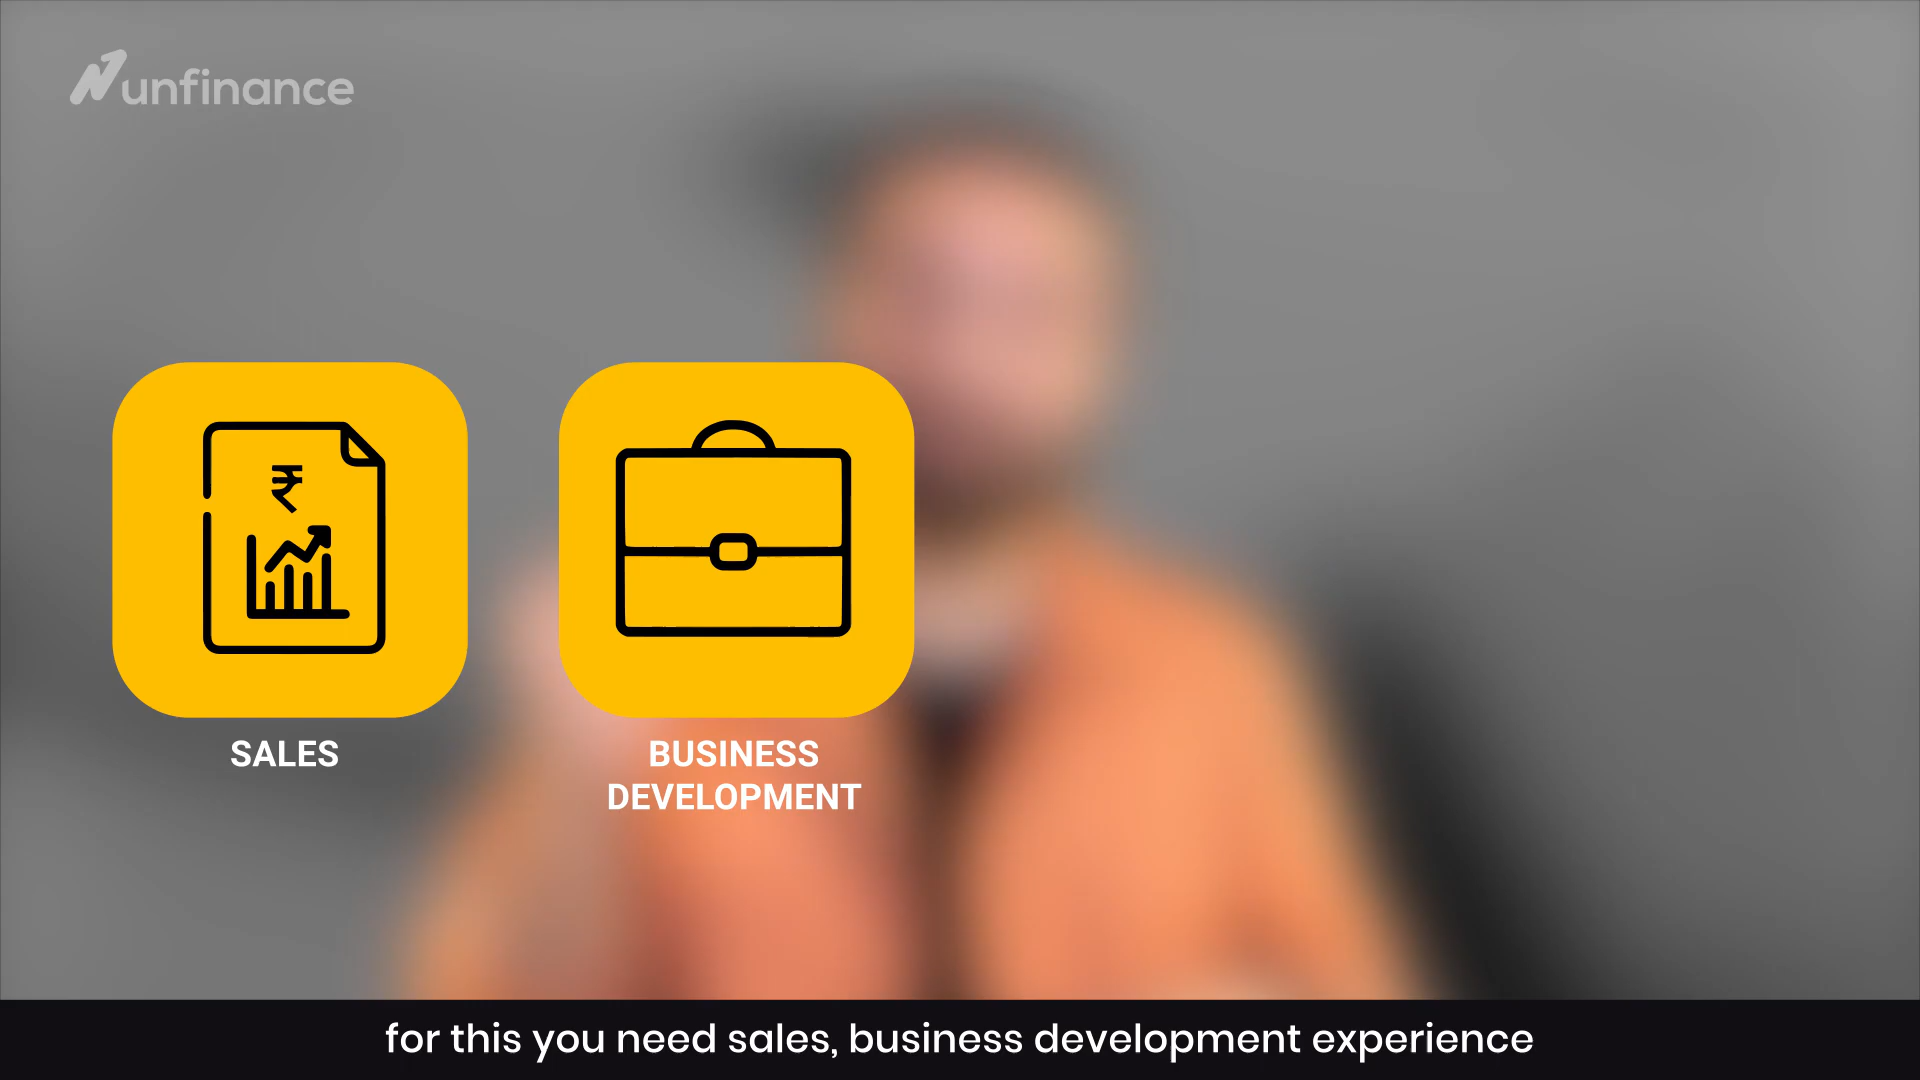 unfinance
₹
SALES
BUSINESS
DEVELOPMENT
for this you need sales, business development experience